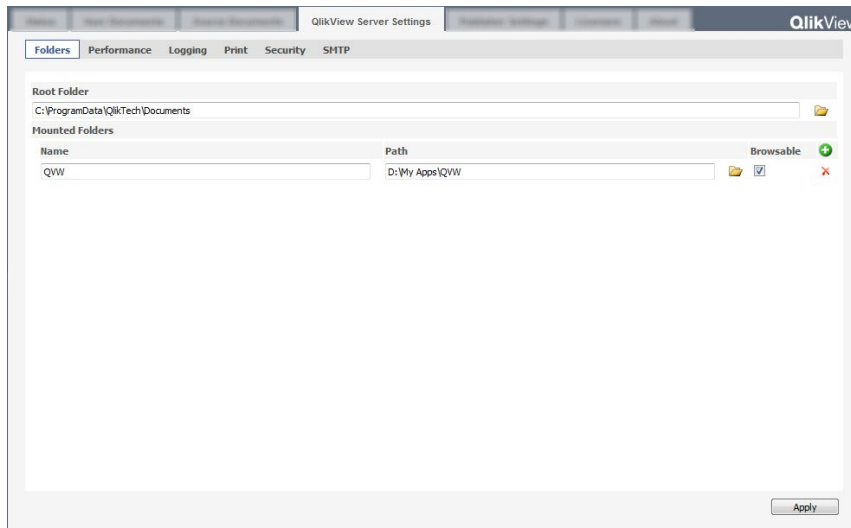 QlikView Server Settings
QlikView
Folders Performance Logging Print Security SMTP
Root Folder
C:\ProgramData\QlikTech\Documents
Mounted Folders
Name Path Browsable
QVW D:\My Apps\QVW
Apply